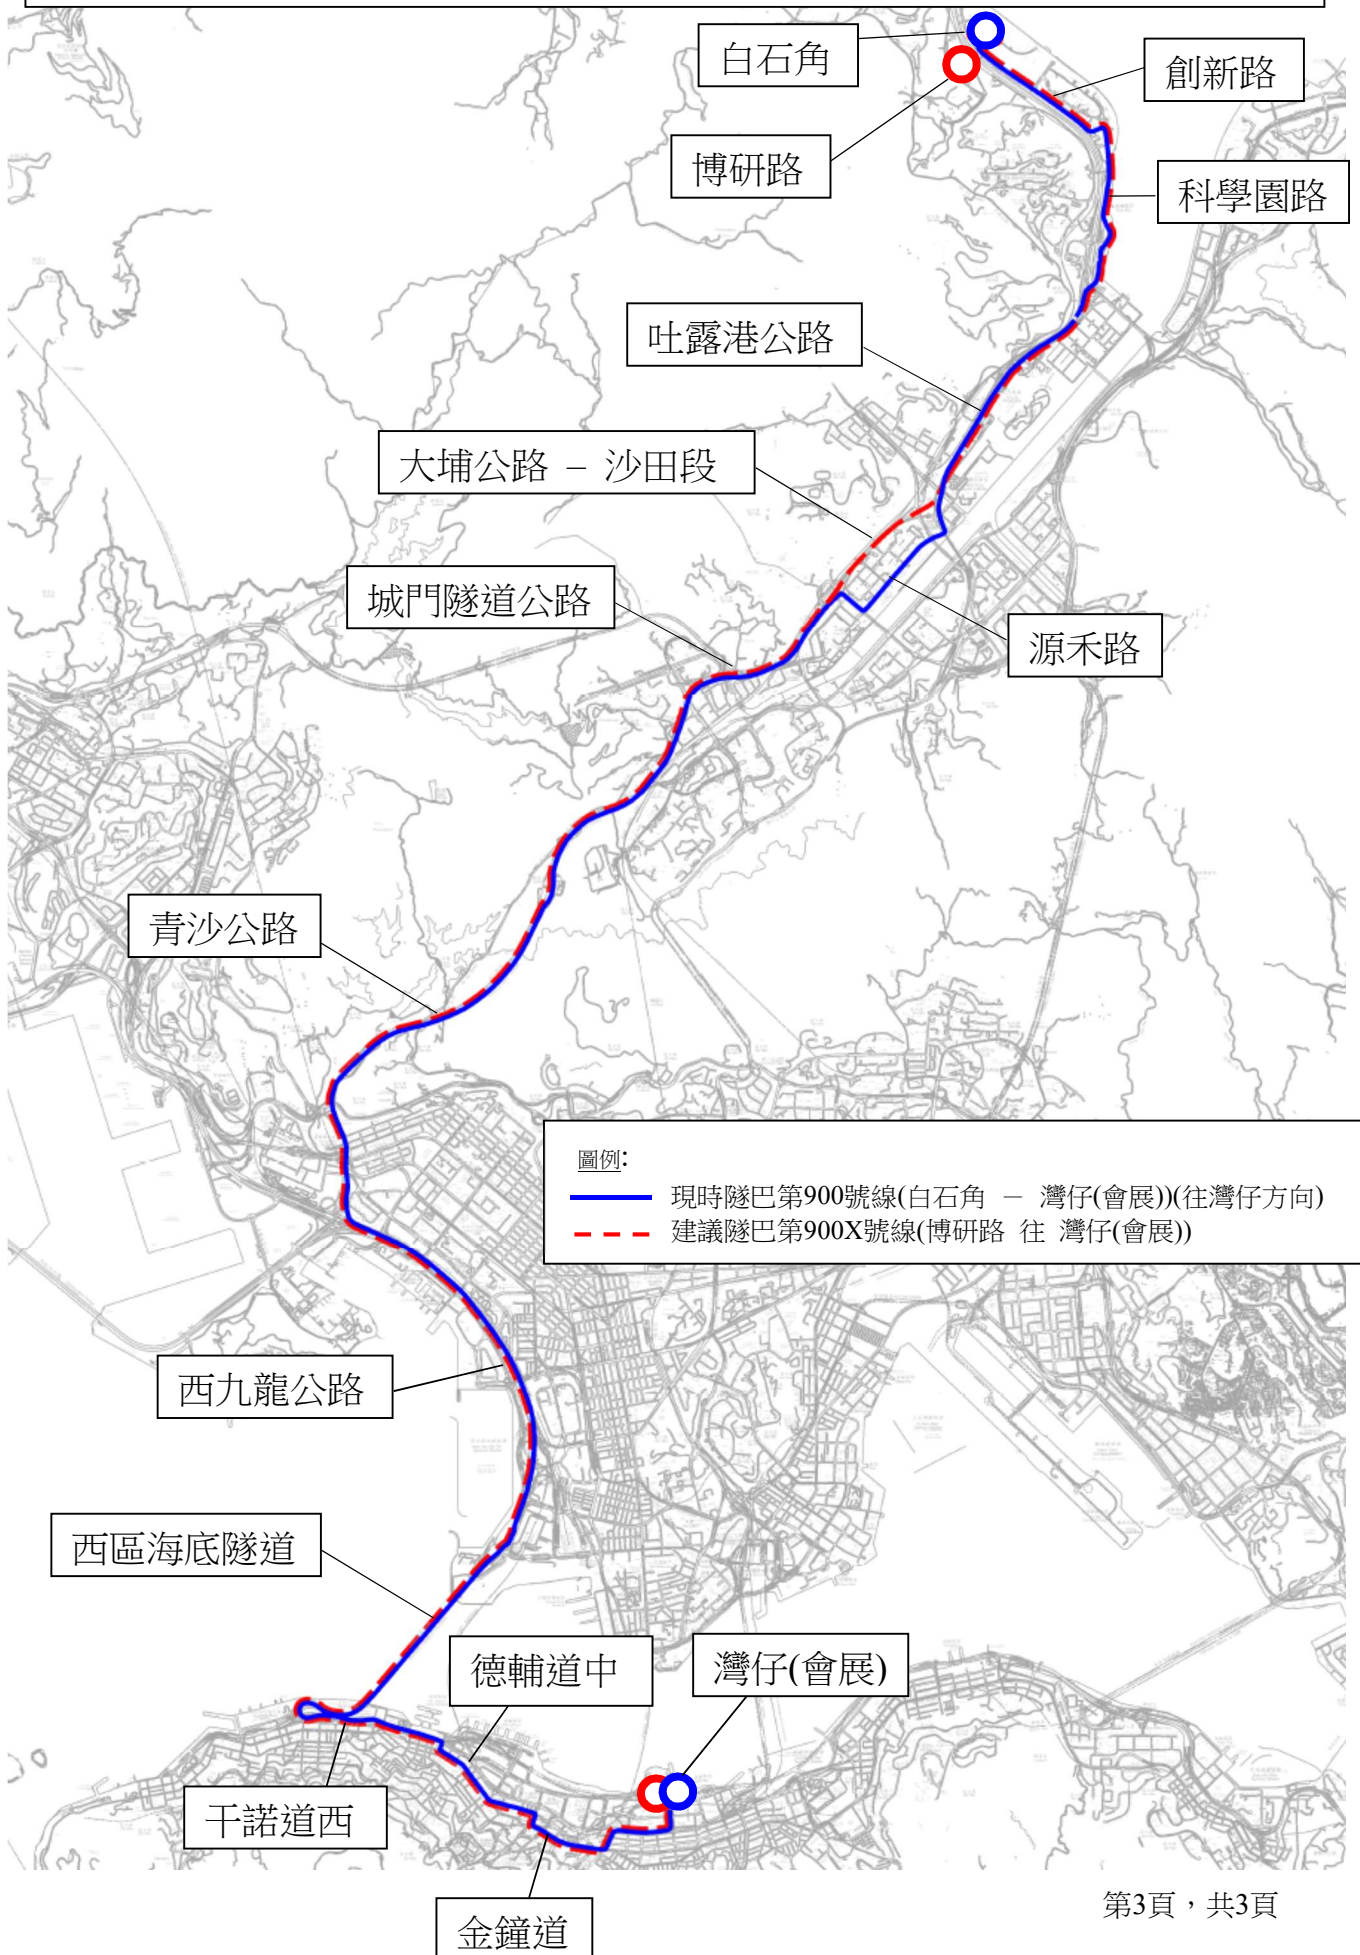 白石角
創新路
博研路
科學園路
吐露港公路
大埔公路 – 沙田段
城門隧道公路
源禾路
青沙公路
圖例:
現時隧巴第900號線(白石角 － 灣仔(會展))(往灣仔方向)
建議隧巴第900X號線(博研路 往 灣仔(會展))
西九龍公路
西區海底隧道
德輔道中
灣仔(會展)
干諾道西
金鐘道
第3頁，共3頁